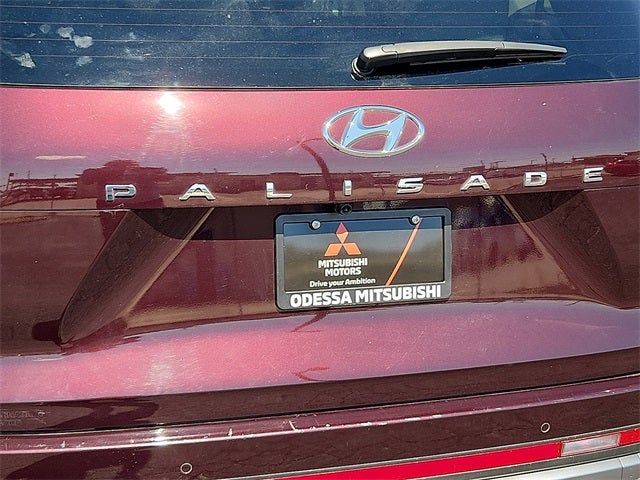 PALISADE
MITSUBISHI
MOTORS
Drive your Ambition
ODESSA MITSUBISHI